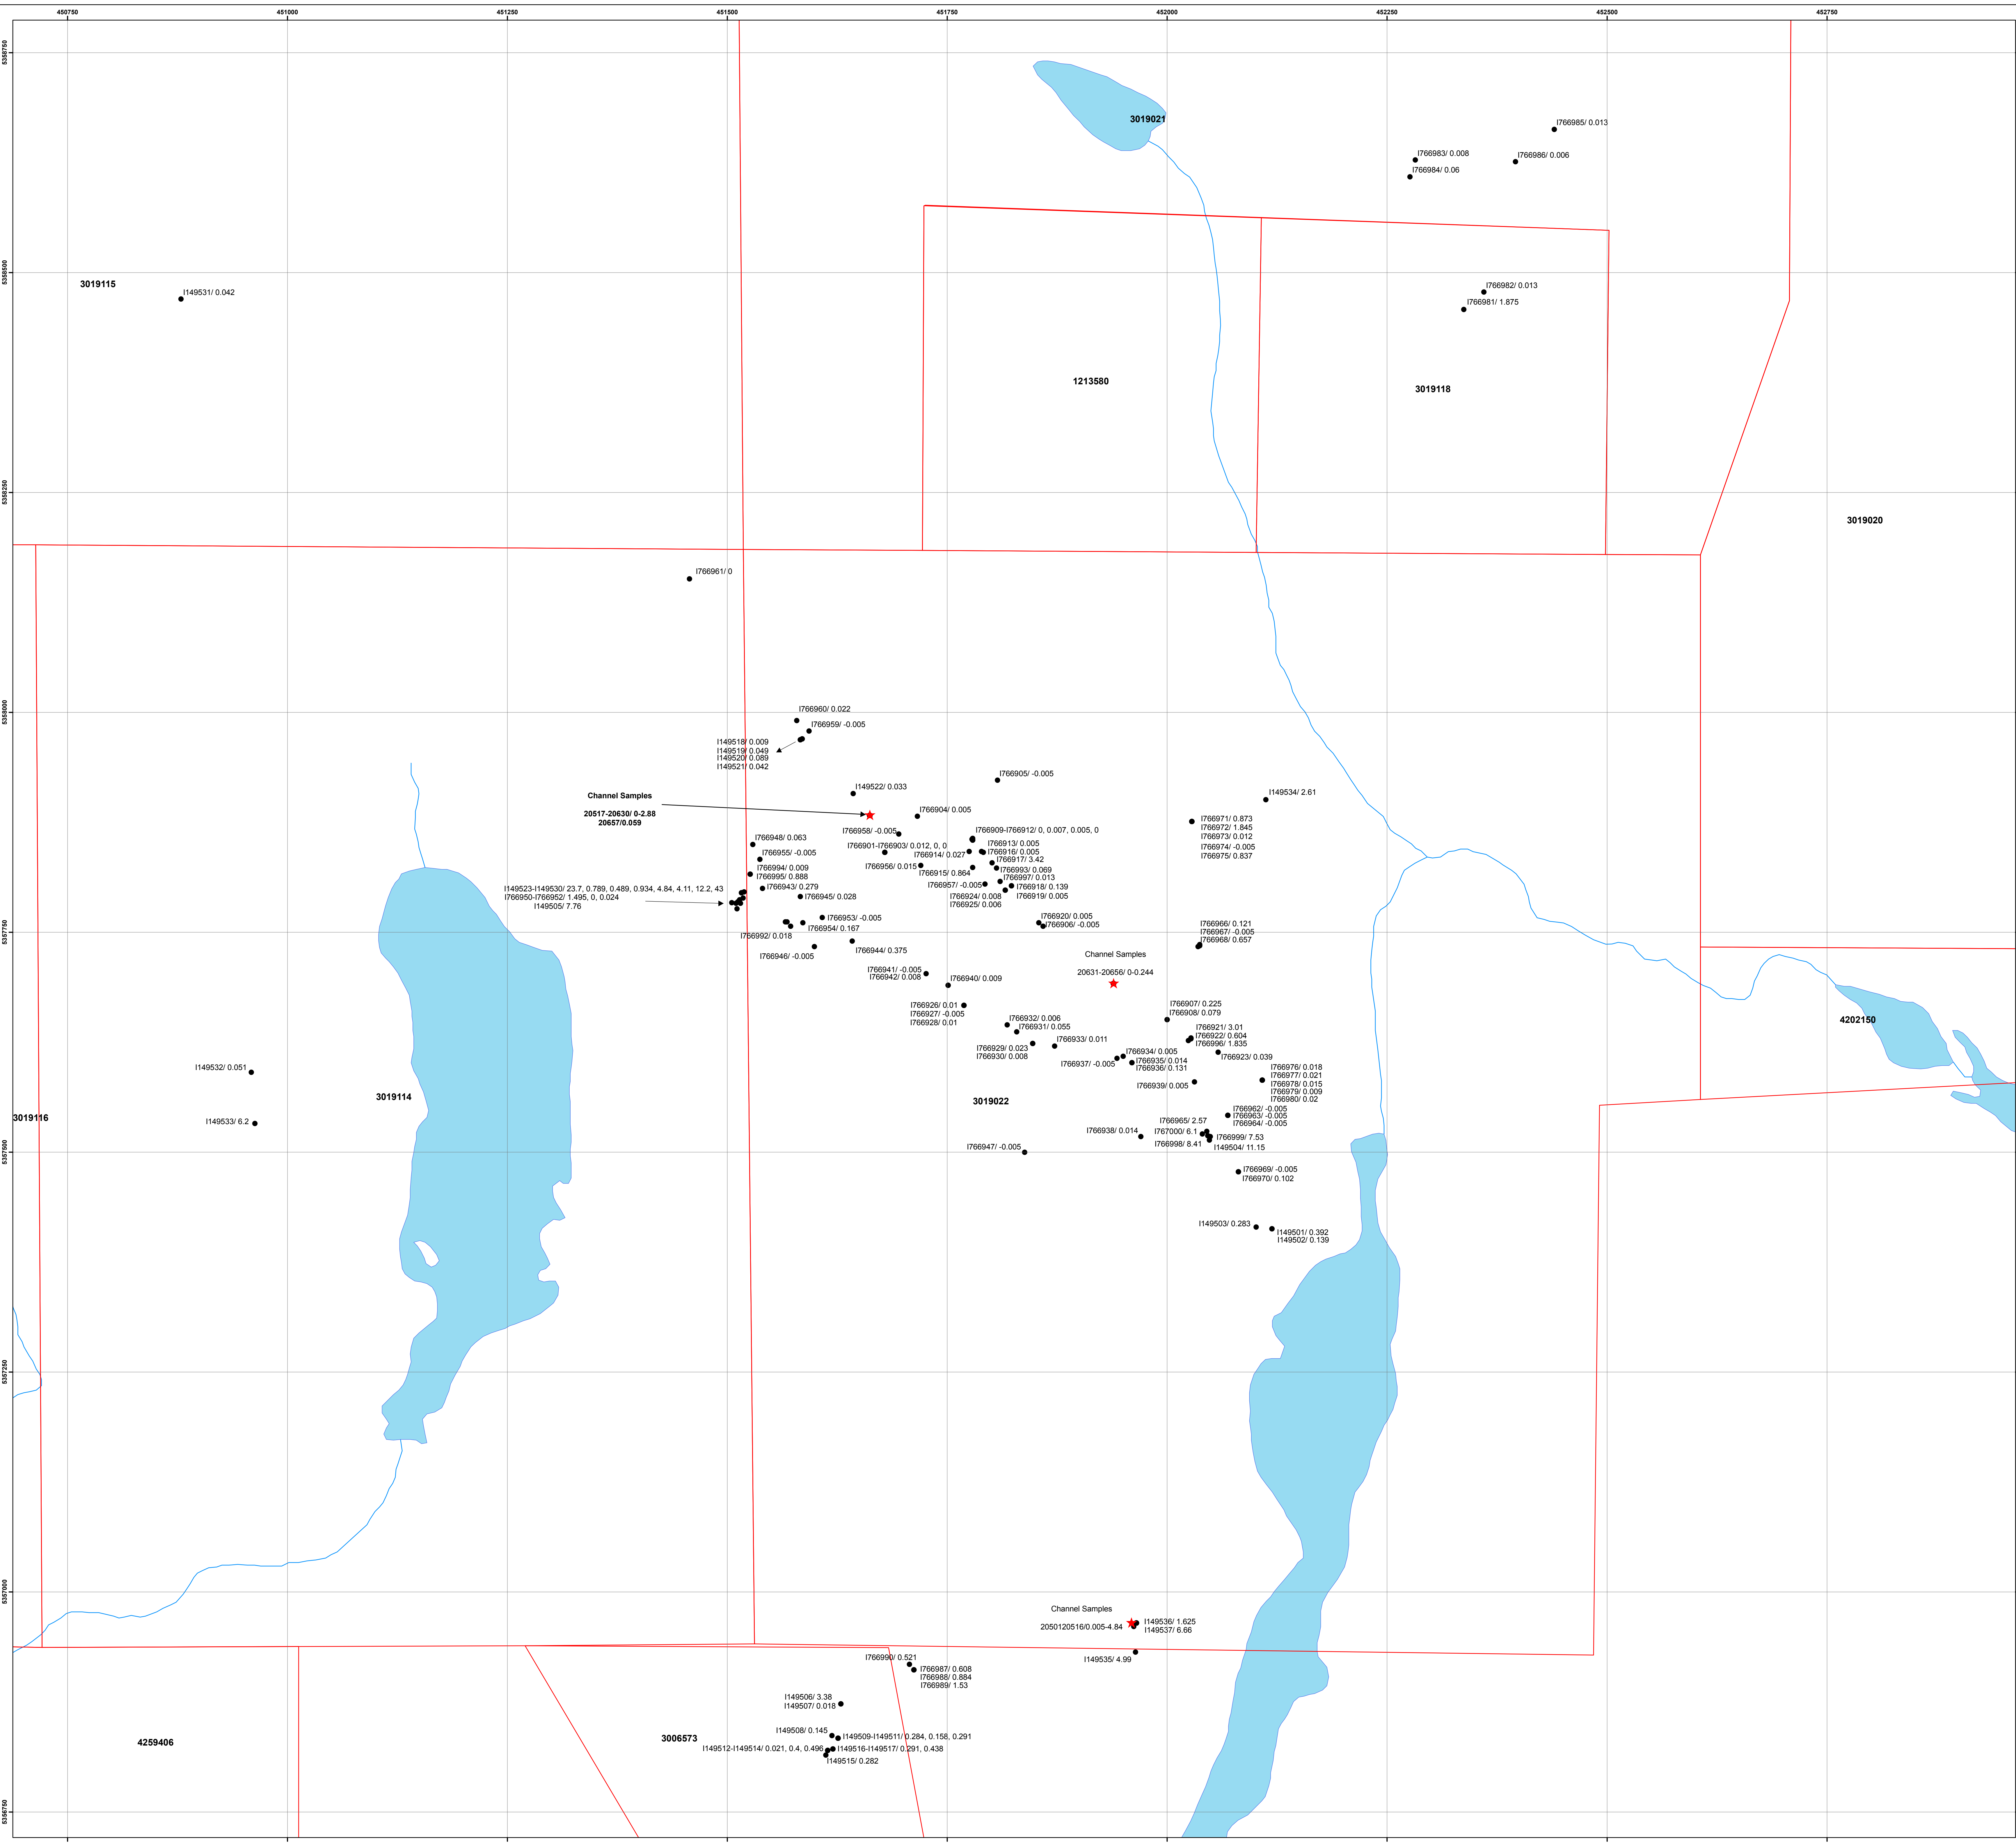 450750
451000
451250
451500
451750
452000
452250
452500
452750
5358750
5358500
5358250
5358000
5357750
5357500
5357250
5357000
5356750
3019021
I766985/ 0.013
I766983/ 0.008
I766986/ 0.006
I766984/ 0.06
3019115
I149531/ 0.042
I766982/ 0.013
I766981/ 1.875
1213580
3019118
3019020
I766961/ 0
I766960/ 0.022
I766959/ -0.005
I149518/ 0.009
I149519/ 0.049
I149520/ 0.089
I149521/ 0.042
I766905/ -0.005
I149522/ 0.033
Channel Samples
20517-20630/ 0-2.88
20657/0.059
I149534/ 2.61
I766904/ 0.005
I766971/ 0.873
I766972/ 1.845
I766973/ 0.012
I766974/ -0.005
I766975/ 0.837
I766958/ -0.005
I766909-I766912/ 0, 0.007, 0.005, 0
I766948/ 0.063
I766901-I766903/ 0.012, 0, 0
I766913/ 0.005
I766914/ 0.027
I766916/ 0.005
I766955/ -0.005
I766917/ 3.42
I766956/ 0.015
I766994/ 0.009
I766995/ 0.888
I766915/ 0.864
I766993/ 0.069
I766997/ 0.013
I766957/ -0.005
I766918/ 0.139
I766919/ 0.005
I766943/ 0.279
I149523-I149530/ 23.7, 0.789, 0.489, 0.934, 4.84, 4.11, 12.2, 43
I766950-I766952/ 1.495, 0, 0.024
I149505/ 7.76
I766945/ 0.028
I766924/ 0.008
I766925/ 0.006
I766953/ -0.005
I766954/ 0.167
I766920/ 0.005
I766906/ -0.005
I766992/ 0.018
I766966/ 0.121
I766967/ -0.005
I766968/ 0.657
I766946/ -0.005
I766944/ 0.375
Channel Samples
20631-20656/ 0-0.244
I766941/ -0.005
I766942/ 0.008
I766940/ 0.009
I766926/ 0.01
I766927/ -0.005
I766928/ 0.01
I766907/ 0.225
I766908/ 0.079
I766932/ 0.006
I766931/ 0.055
I766921/ 3.01
I766922/ 0.604
I766996/ 1.835
I766933/ 0.011
I766929/ 0.023
I766930/ 0.008
I766934/ 0.005
I766923/ 0.039
I766937/ -0.005
I766935/ 0.014
I766936/ 0.131
4202150
I149532/ 0.051
I766939/ 0.005
I766976/ 0.018
I766977/ 0.021
I766978/ 0.015
I766979/ 0.009
I766980/ 0.02
3019114
3019022
3019116
I149533/ 6.2
I766962/ -0.005
I766963/ -0.005
I766964/ -0.005
I766965/ 2.57
I767000/ 6.1
I766938/ 0.014
I766999/ 7.53
I766998/ 8.41
I149504/ 11.15
I766947/ -0.005
I766969/ -0.005
I766970/ 0.102
I149503/ 0.283
I149501/ 0.392
I149502/ 0.139
Channel Samples
2050120516/0.005-4.84
I149536/ 1.625
I149537/ 6.66
I149535/ 4.99
I766990/ 0.521
I766987/ 0.608
I766988/ 0.884
I766989/ 1.53
I149506/ 3.38
I149507/ 0.018
I149508/ 0.145
I149509-I149511/ 0.284, 0.158, 0.291
4259406
3006573
I149512-I149514/ 0.021, 0.4, 0.496
I149516-I149517/ 0.291, 0.438
I149515/ 0.282